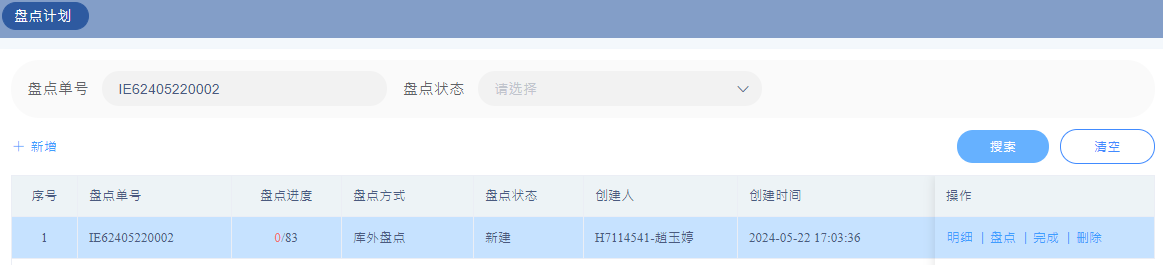 盘点计划
盘点单号 IE62405220002 盘点状态 请选择
+ 新增 搜索 清空
序号 盘点单号 盘点进度 盘点方式 盘点状态 创建人 创建时间 操作
1 IE62405220002 0/83 库外盘点 新建 H7114541-趙玉婷 2024-05-22 17:03:36 明细 | 盘点 | 完成 | 删除